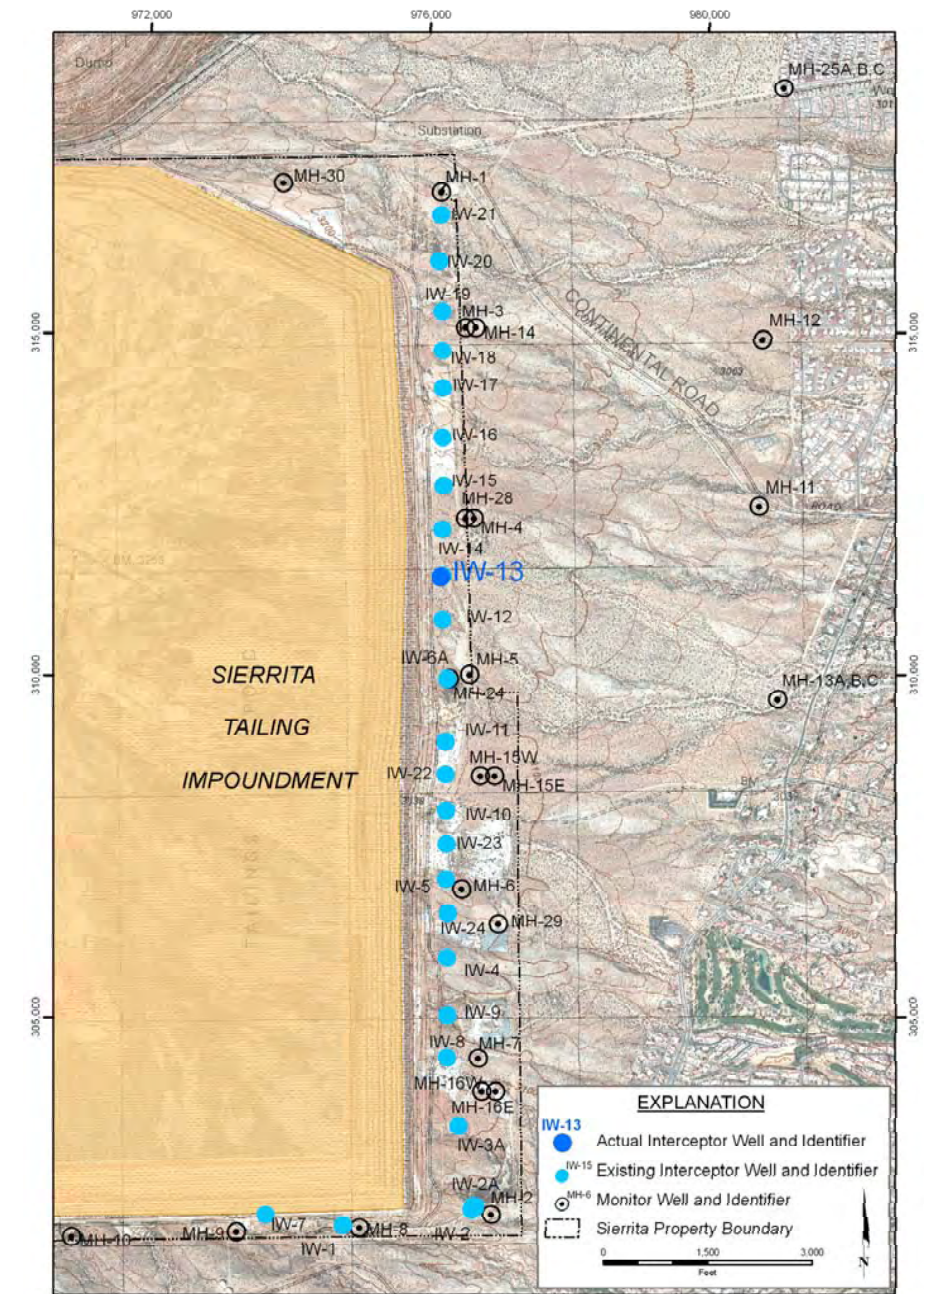 972,000
976,000
980,000
Dump
MH-25A,B,C
Substation
MH-30
MH-1
IW-21
3200
IW-20
IW-19
MH-3
CONTINENTAL ROAD
MH-12
315,000
MH-14
IW-18
3063
IW-17
IW-16
IW-15
MH-11
MH-28
ROAD
MH-4
IW-14
IW-13
IW-12
IW-6A
MH-5
310,000
SIERRITA
MH-24
MH-13A,B,C
TAILING
IW-11
MH-15W
IW-22
IMPOUNDMENT
MH-15E
BM
IW-10
IW-23
IW-5
MH-6
IW-24
MH-29
IW-4
305,000
IW-9
IW-8
MH-7
MH-16W
MH-16E
IW-3A
IW-2A
MH-2
IW-7
MH-9
MH-8
IW-2
MH-10
IW-1
EXPLANATION
IW-13
Actual Interceptor Well and Identifier
IW-15 Existing Interceptor Well and Identifier
MH-6 Monitor Well and Identifier
Sierrita Property Boundary
0 1,500 3,000
Feet
N